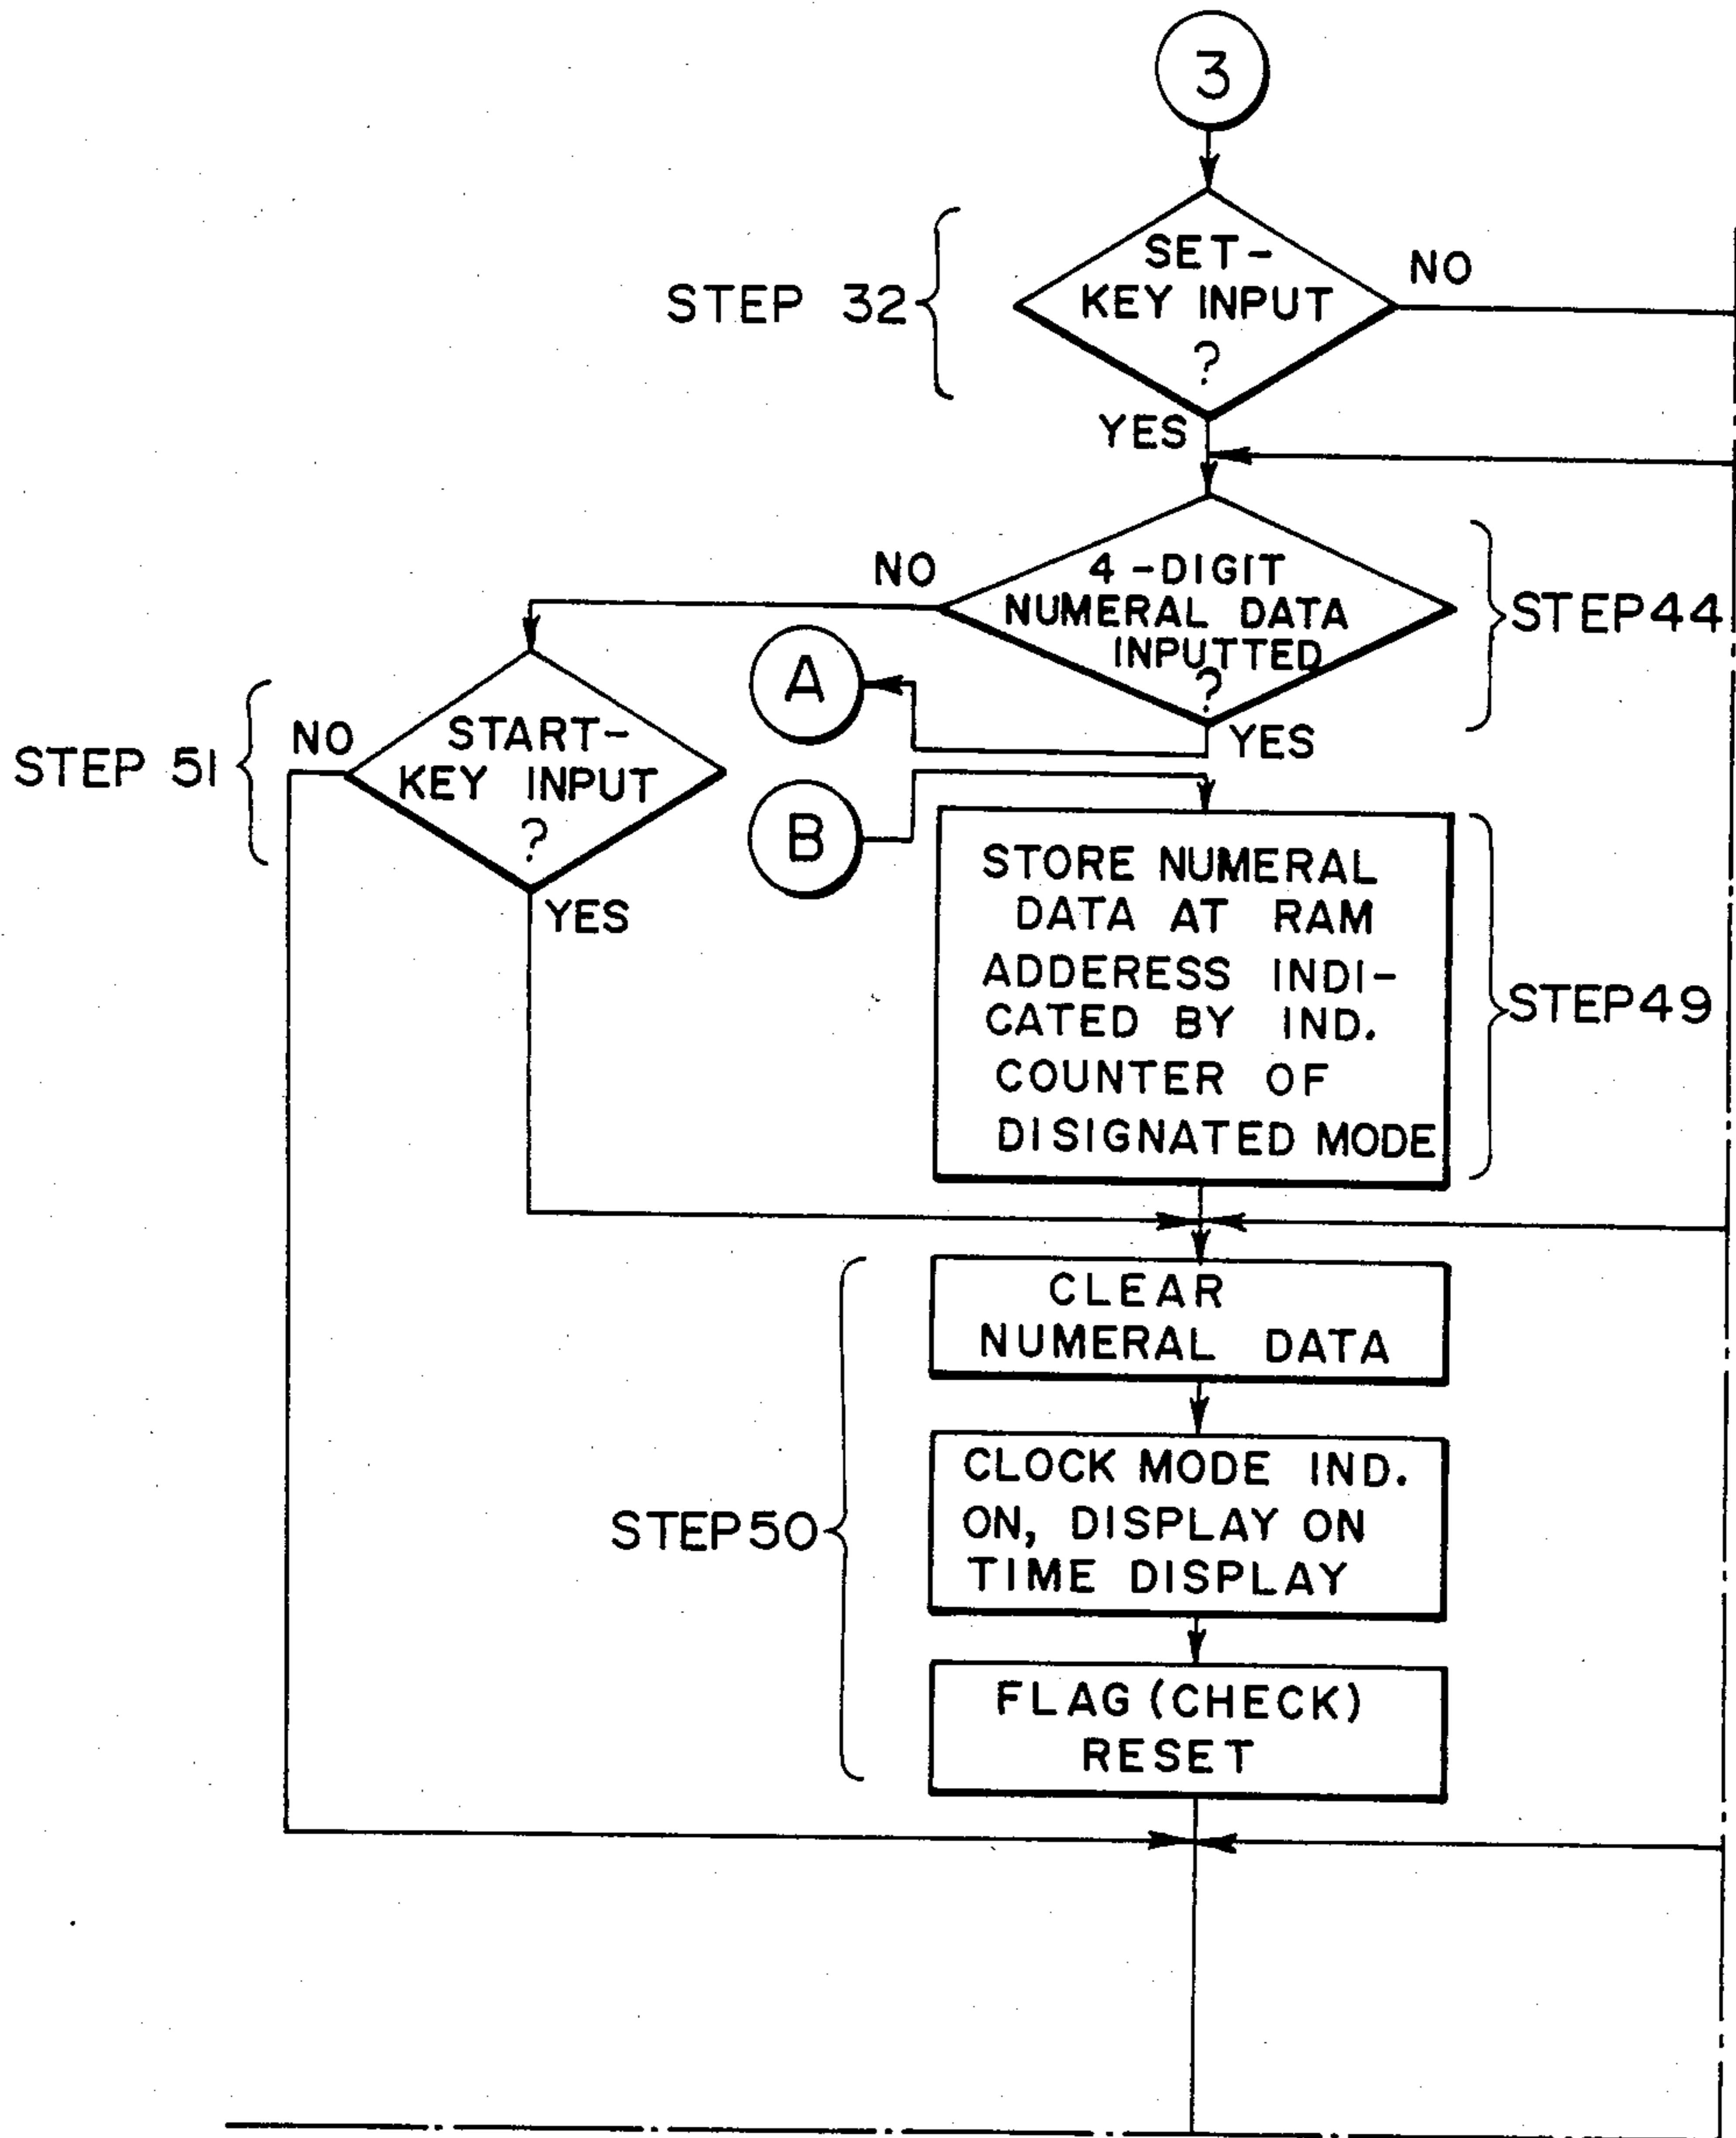 3
SET-
KEY INPUT
?
NO
STEP 32
YES
4-DIGIT
NUMERAL DATA
INPUTTED
?
NO
STEP44
YES
A
START-
KEY INPUT
?
NO
STEP 51
YES
B
STORE NUMERAL
DATA AT RAM
ADDERESS INDI-
CATED BY IND.
COUNTER OF
DISIGNATED MODE
STEP49
CLEAR
NUMERAL DATA
CLOCK MODE IND.
ON, DISPLAY ON
TIME DISPLAY
STEP50
FLAG (CHECK)
RESET